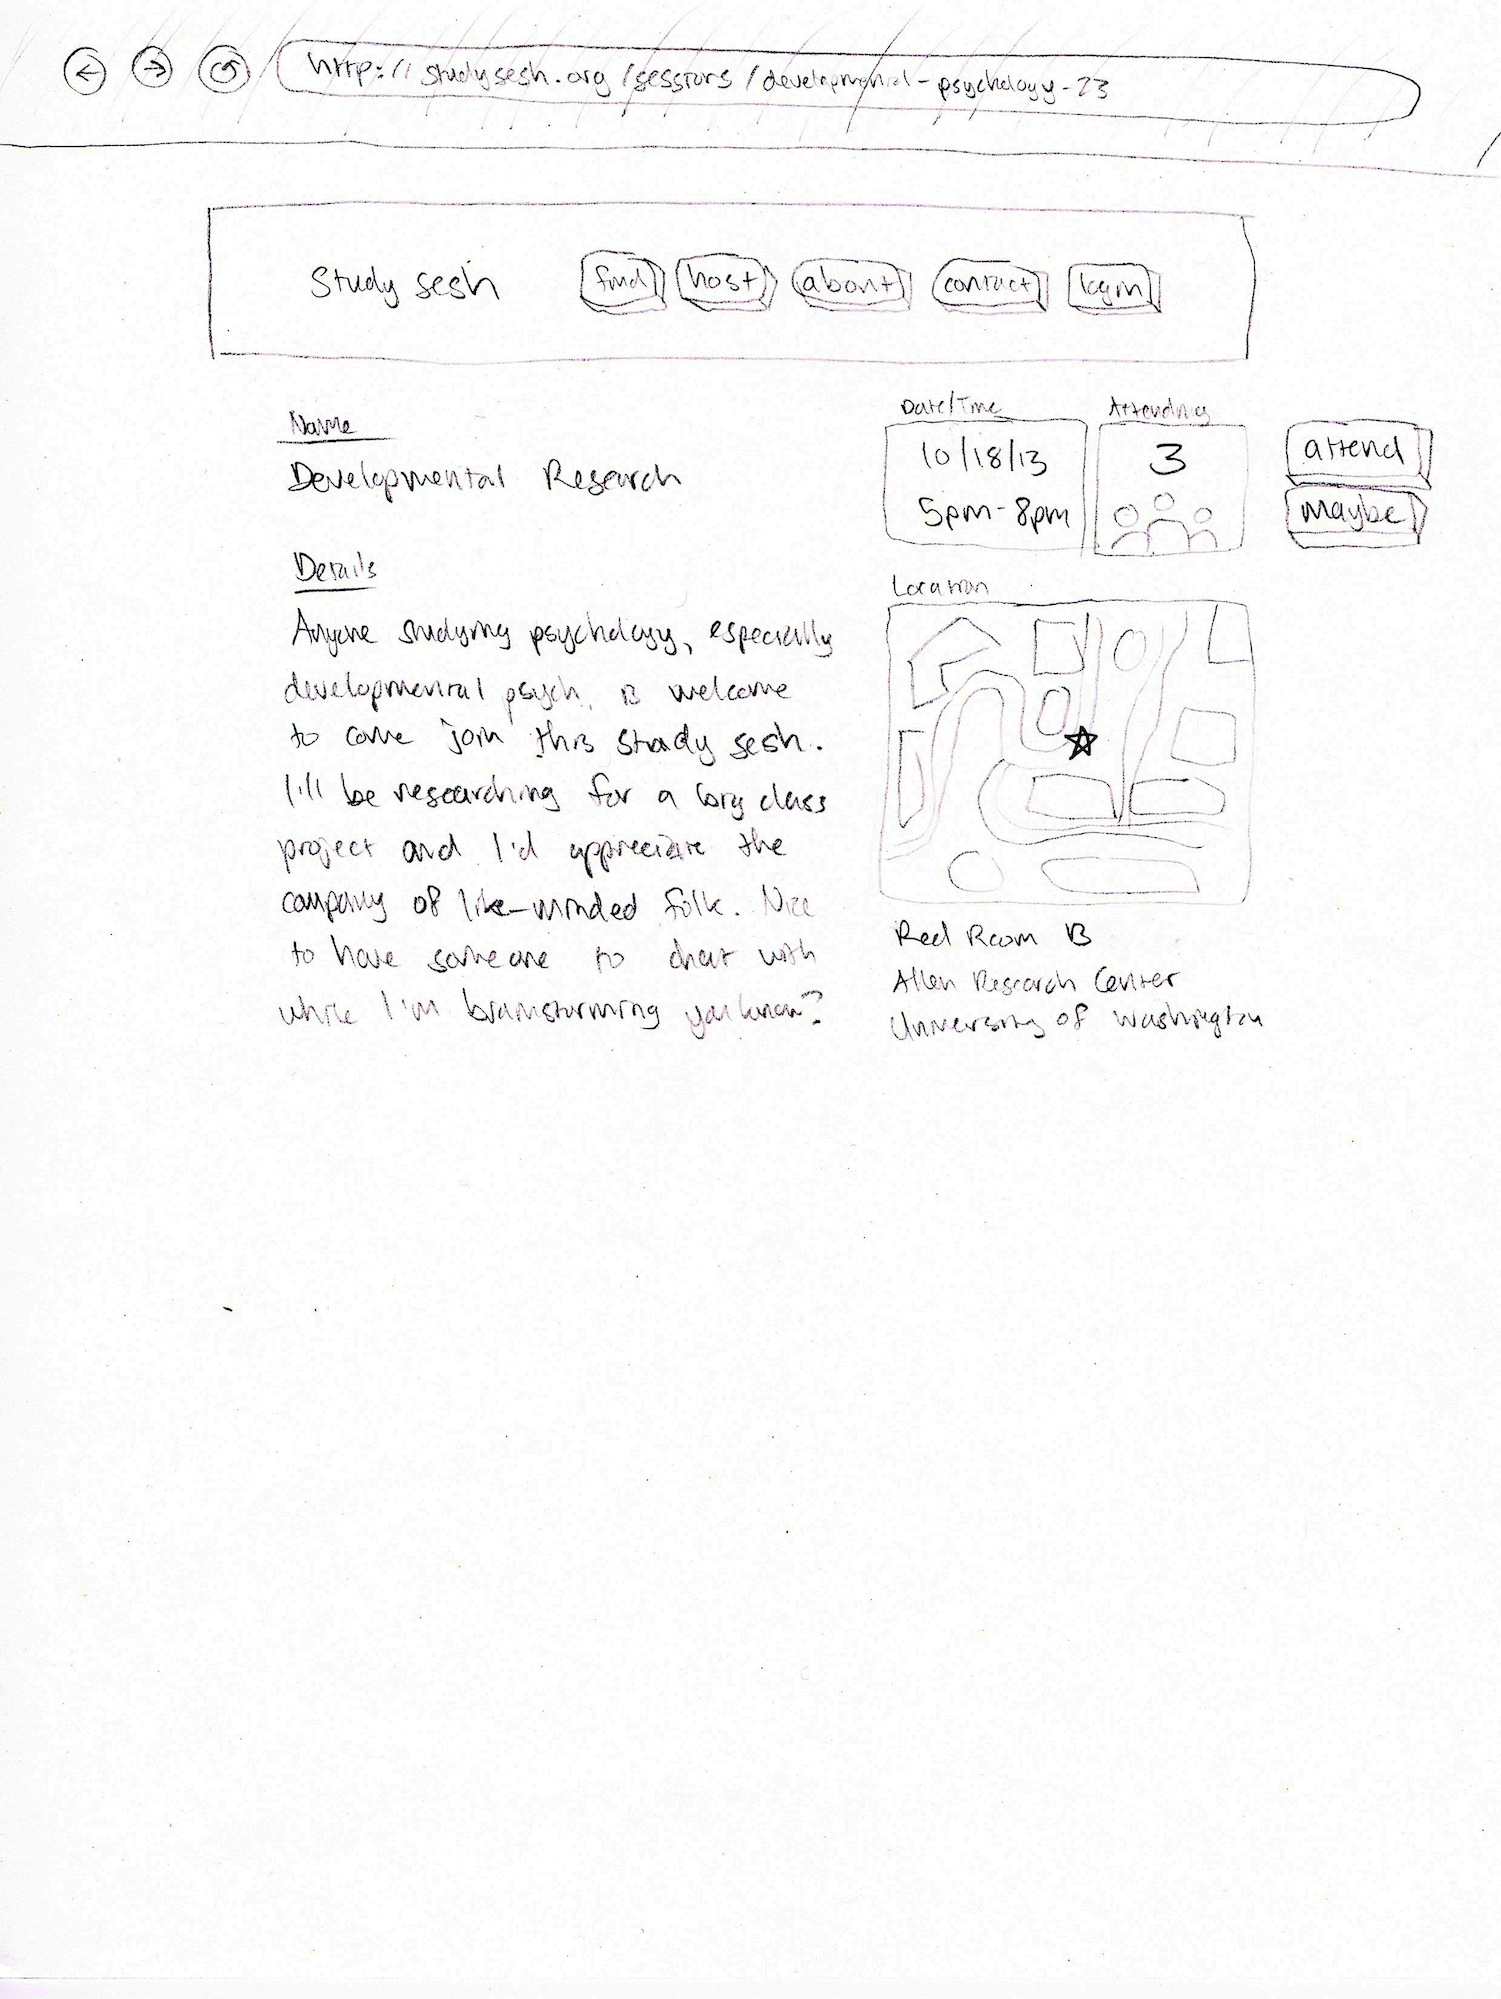 http://studysesh.org/sessions/developmental-psychology-23
Study sesh
find
host
about
contact
login
Name
Developmental Research
Details
Anyone studying psychology, especially
developmental psych, is welcome
to come join this study sesh.
I'll be researching for a long class
project and I'd appreciate the
company of like-minded folk. Nice
to have someone to chat with
while I'm brainstorming you know?
Date/Time
10/18/13
5pm-8pm
Attending
3
attend
maybe
Location
Red Room B
Allen Research Center
University of Washington